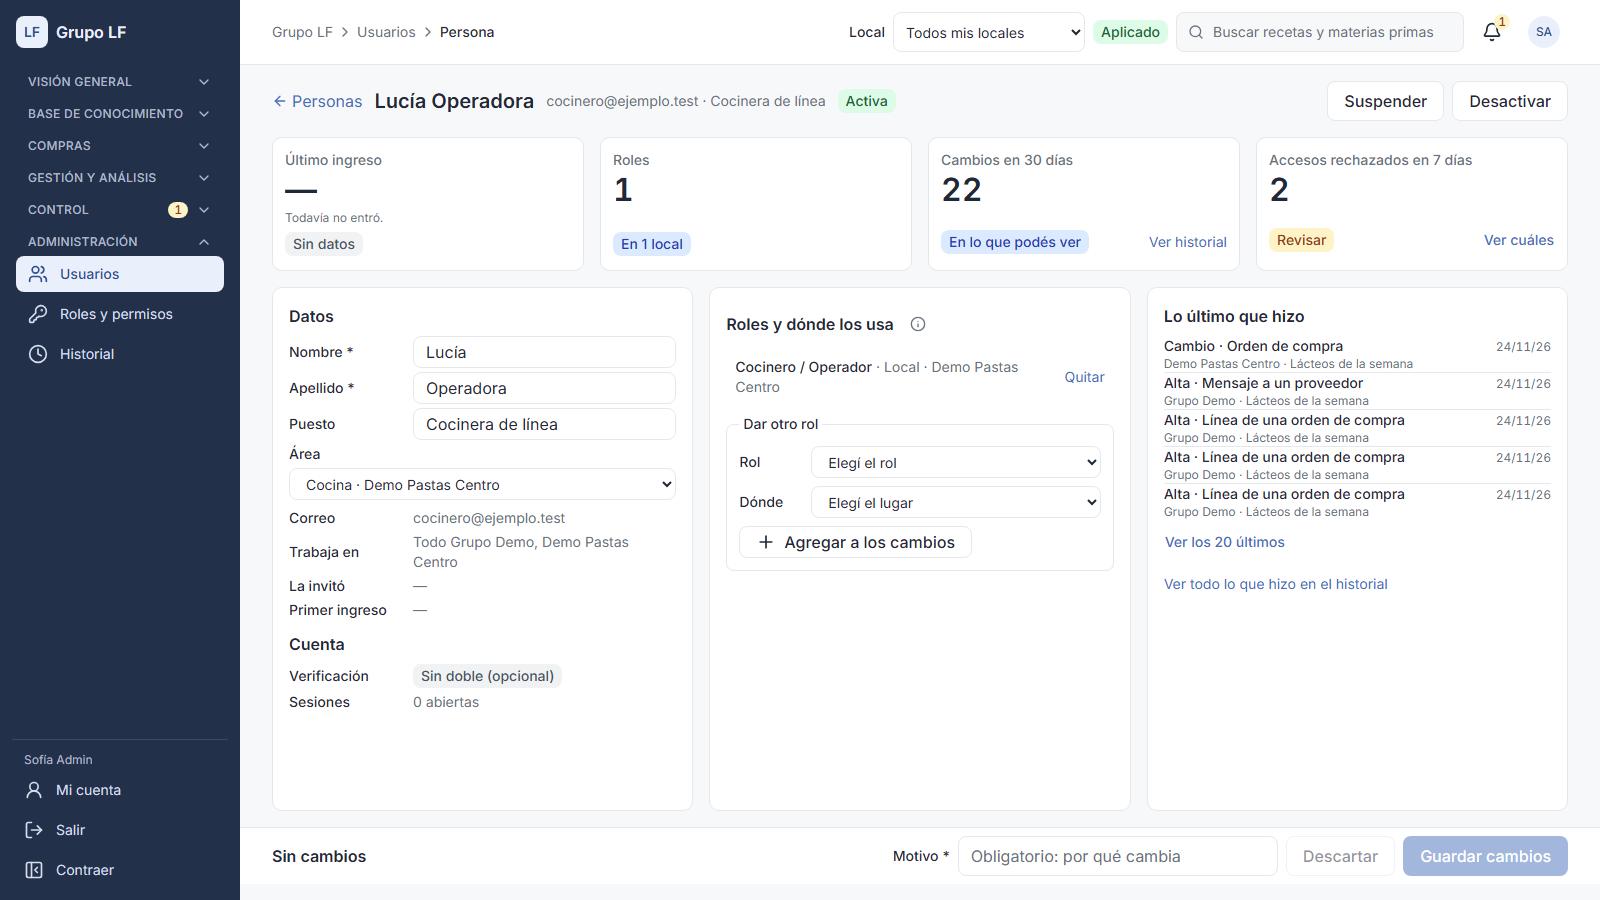 LF Grupo LF
VISIÓN GENERAL
BASE DE CONOCIMIENTO
COMPRAS
GESTIÓN Y ANÁLISIS
CONTROL 1
ADMINISTRACIÓN
Usuarios
Roles y permisos
Historial
Sofía Admin
Mi cuenta
Salir
Contraer
Grupo LF > Usuarios > Persona
Local Todos mis locales Aplicado Buscar recetas y materias primas 1 SA
← Personas Lucía Operadora cocinero@ejemplo.test · Cocinera de línea Activa Suspender Desactivar
Último ingreso
—
Todavía no entró.
Sin datos
Roles
1
En 1 local
Cambios en 30 días
22
En lo que podés ver Ver historial
Accesos rechazados en 7 días
2
Revisar Ver cuáles
Datos
Nombre * Lucía
Apellido * Operadora
Puesto Cocinera de línea
Área
Cocina · Demo Pastas Centro
Correo cocinero@ejemplo.test
Trabaja en Todo Grupo Demo, Demo Pastas
Centro
La invitó —
Primer ingreso —
Cuenta
Verificación Sin doble (opcional)
Sesiones 0 abiertas
Roles y dónde los usa
Cocinero / Operador · Local · Demo Pastas
Centro
Quitar
Dar otro rol
Rol Elegí el rol
Dónde Elegí el lugar
+ Agregar a los cambios
Lo último que hizo
Cambio · Orden de compra 24/11/26
Demo Pastas Centro · Lácteos de la semana
Alta · Mensaje a un proveedor 24/11/26
Grupo Demo · Lácteos de la semana
Alta · Línea de una orden de compra 24/11/26
Grupo Demo · Lácteos de la semana
Alta · Línea de una orden de compra 24/11/26
Grupo Demo · Lácteos de la semana
Alta · Línea de una orden de compra 24/11/26
Grupo Demo · Lácteos de la semana
Ver los 20 últimos
Ver todo lo que hizo en el historial
Sin cambios Motivo * Obligatorio: por qué cambia Descartar Guardar cambios